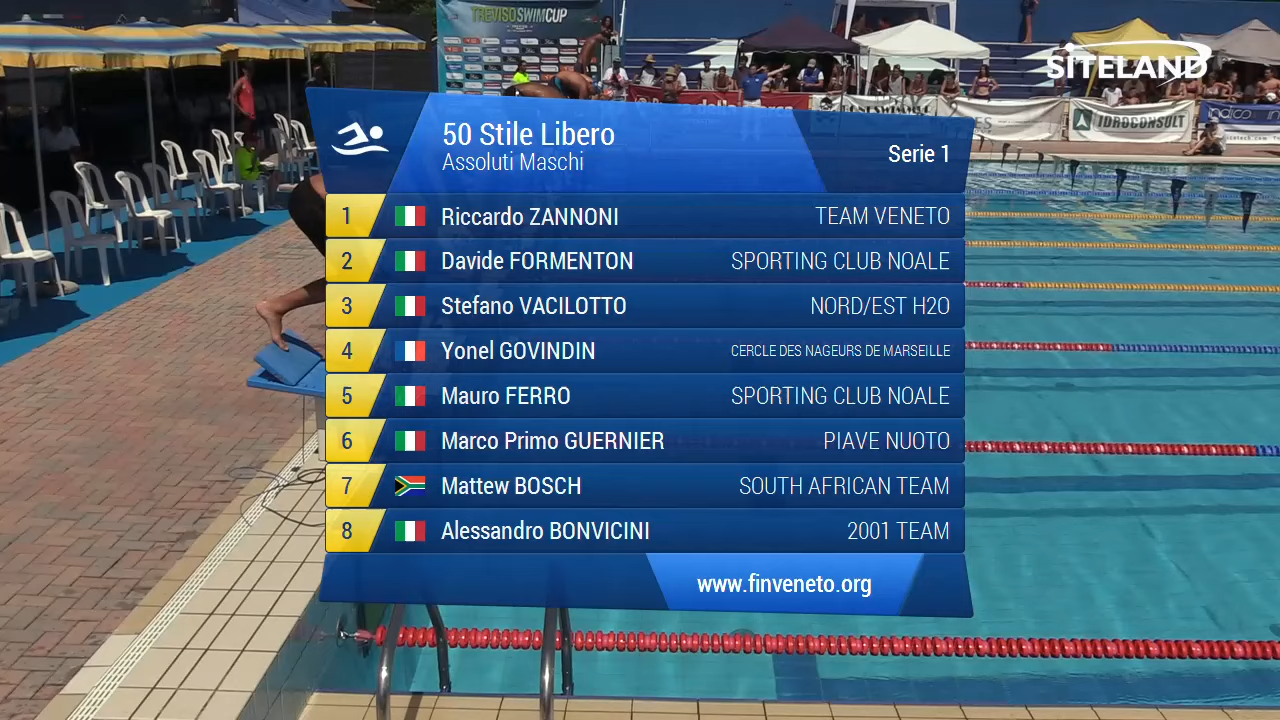 TREVISO SWIM CUP
SITELAND
IDROCONSULT
50 Stile Libero
Assoluti Maschi
Serie 1
1 Riccardo ZANNONI TEAM VENETO
2 Davide FORMENTON SPORTING CLUB NOALE
3 Stefano VACILOTTO NORD/EST H2O
4 Yonel GOVINDIN CERCLE DES NAGEURS DE MARSEILLE
5 Mauro FERRO SPORTING CLUB NOALE
6 Marco Primo GUERNIER PIAVE NUOTO
7 Mattew BOSCH SOUTH AFRICAN TEAM
8 Alessandro BONVICINI 2001 TEAM
www.finveneto.org